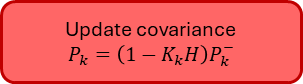 Update covariance
$P_k = (1 - K_k H)P_k^-$